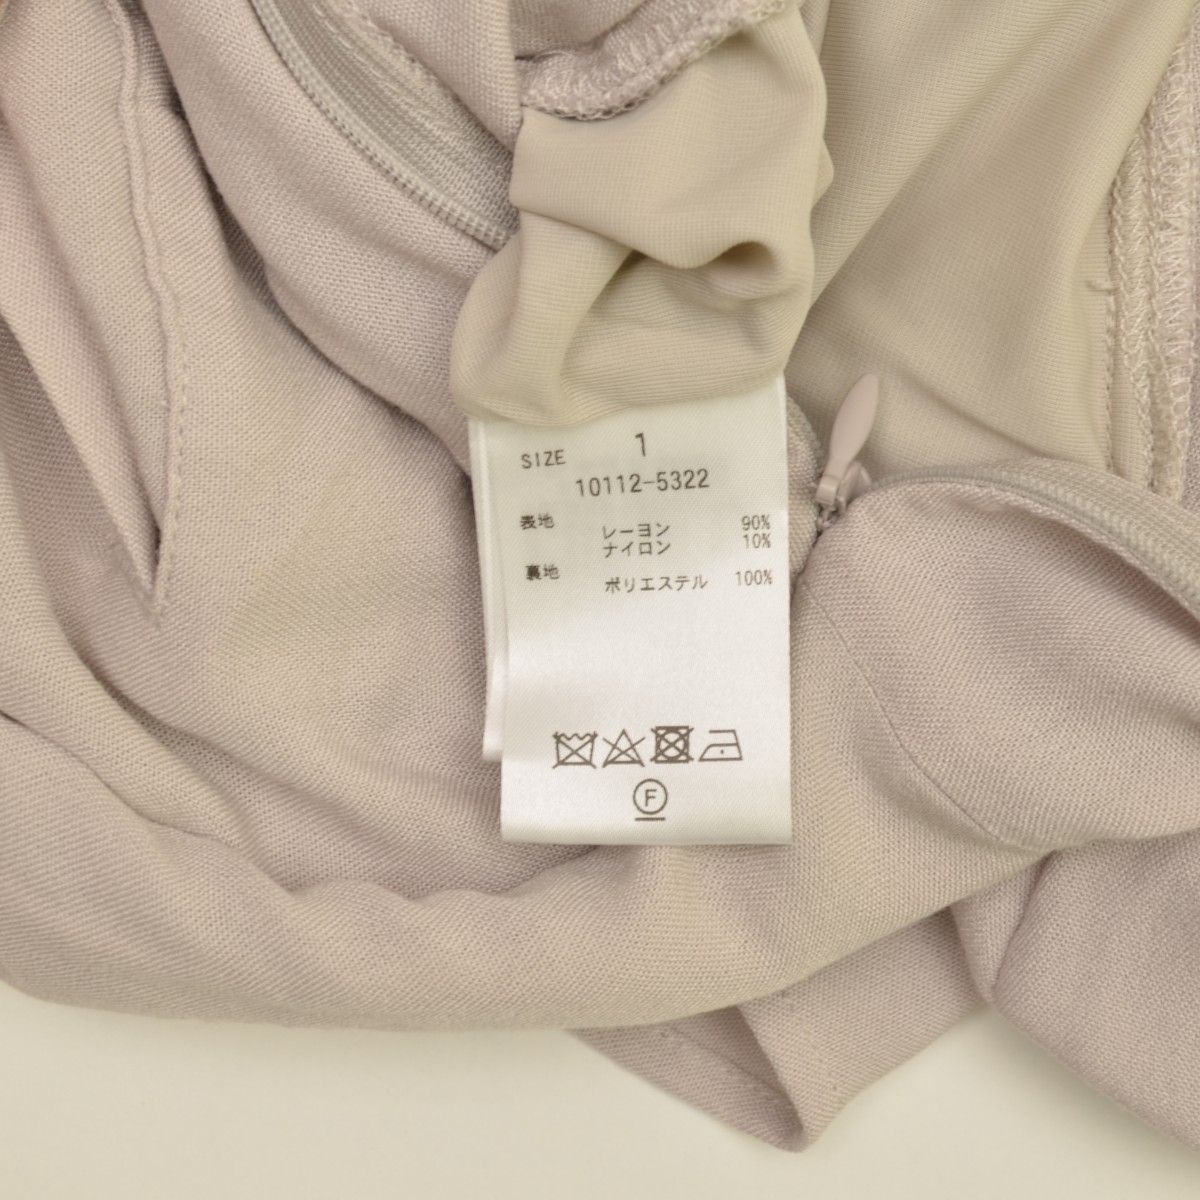 SIZE 1
10112-5322
表地 レーヨン 90%
ナイロン 10%
裏地 ポリエステル 100%
F